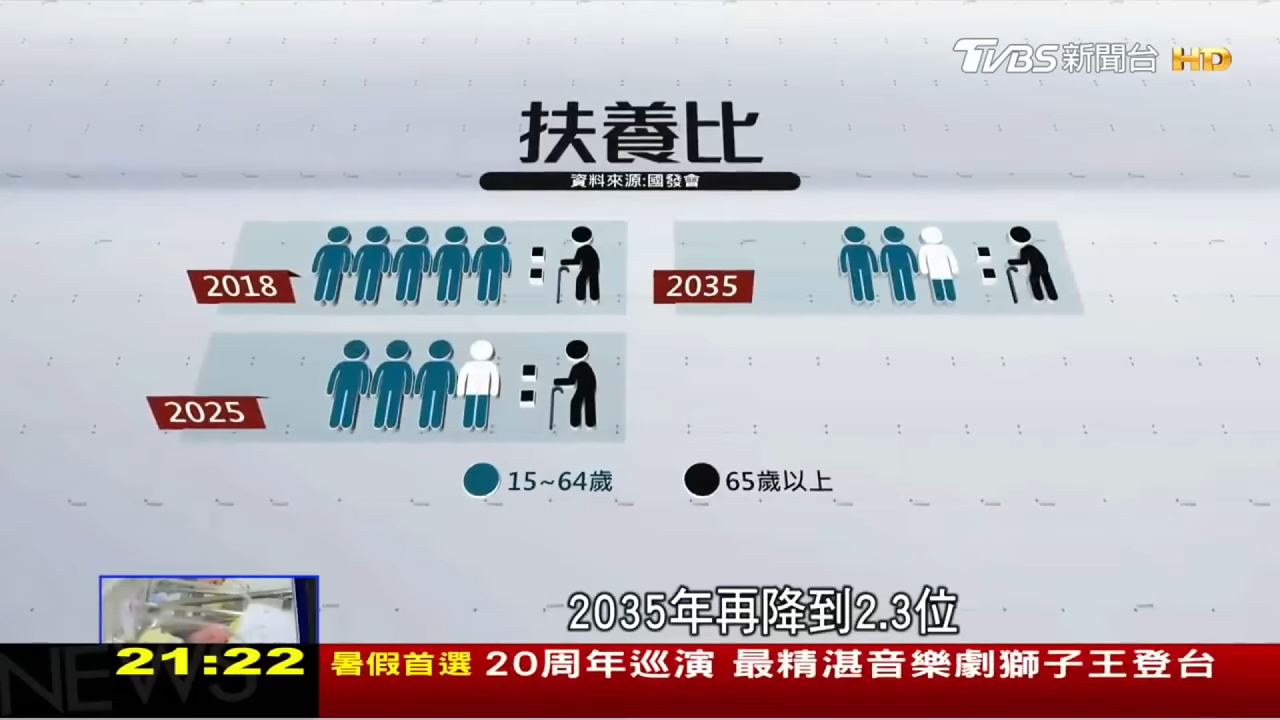 TVBS新聞台 HD
扶養比
資料來源:國發會
2018
2035
2025
15~64歲
65歲以上
2035年再降到2.3位
NEWS
21:22
暑假首選 20周年巡演 最精湛音樂劇獅子王登台